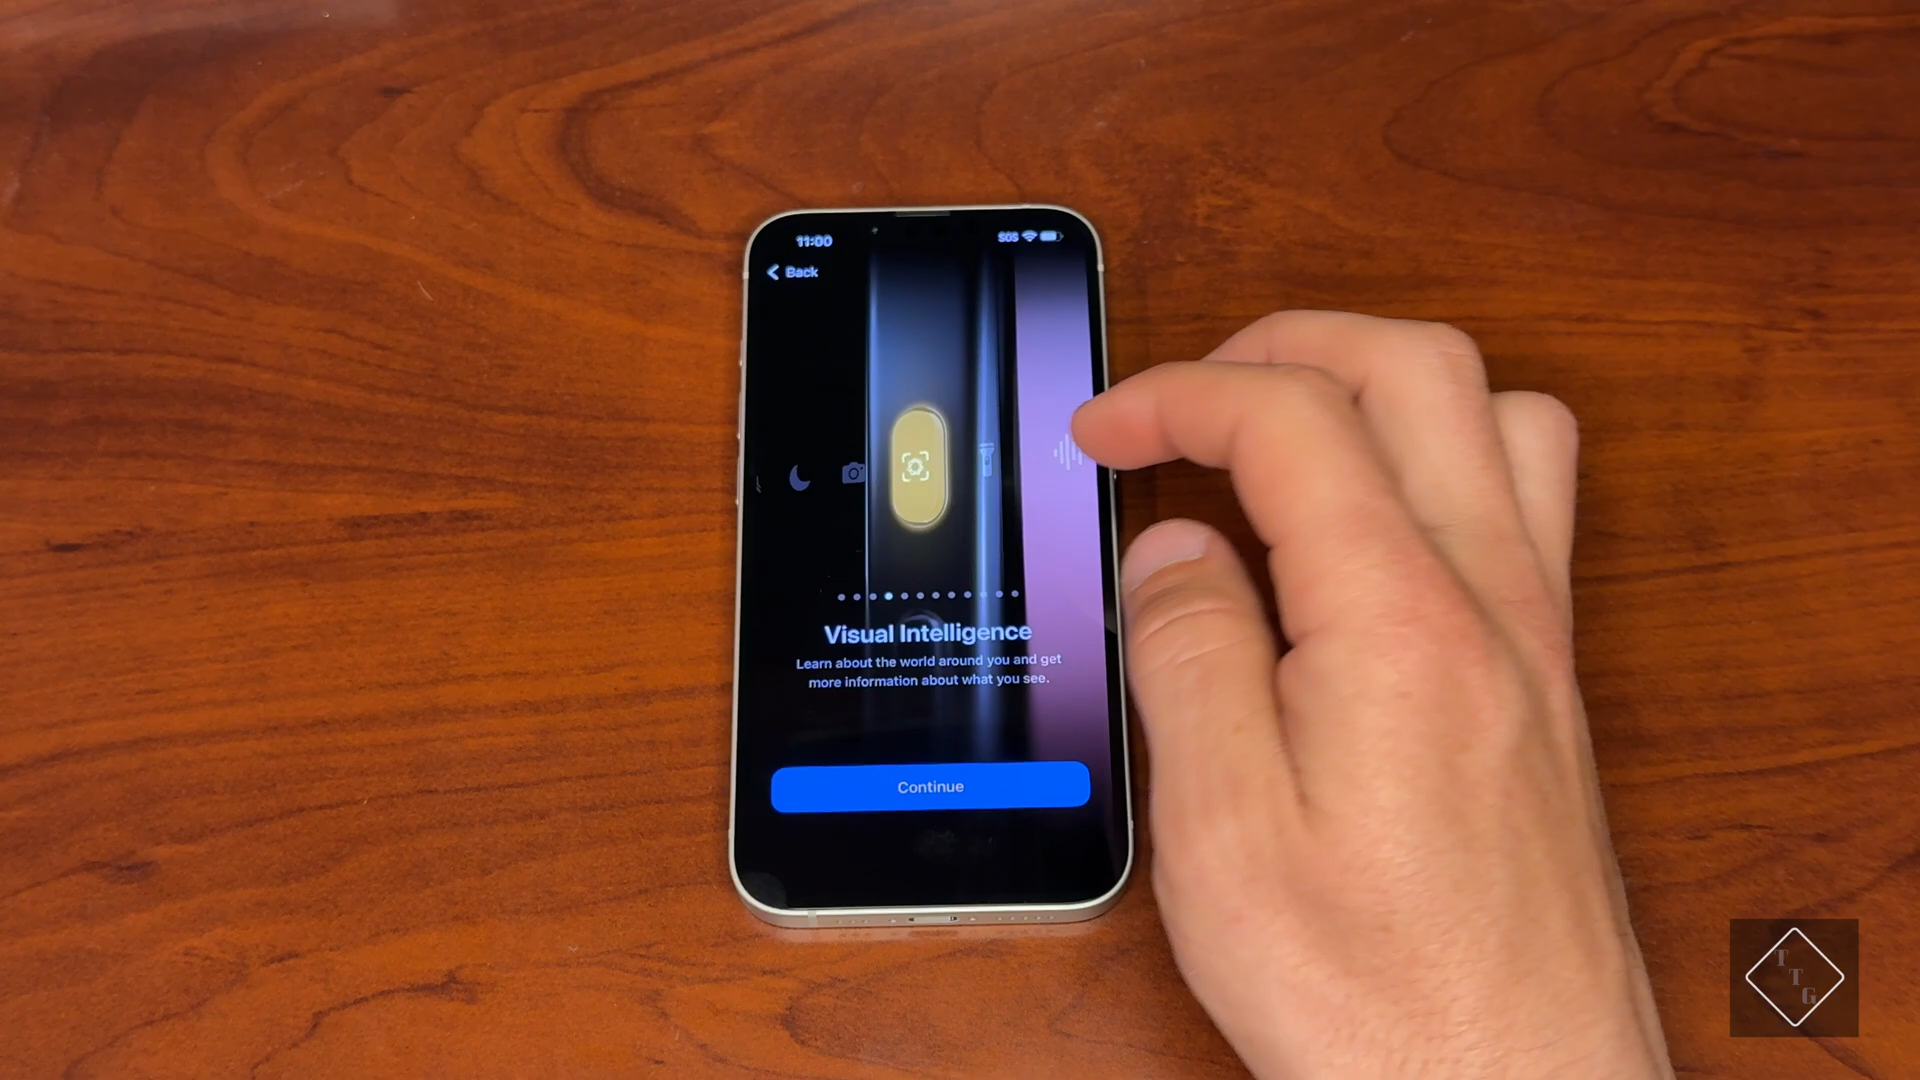 11:00
SOS
Back
Visual Intelligence
Learn about the world around you and get
more information about what you see.
Continue
T
T
G